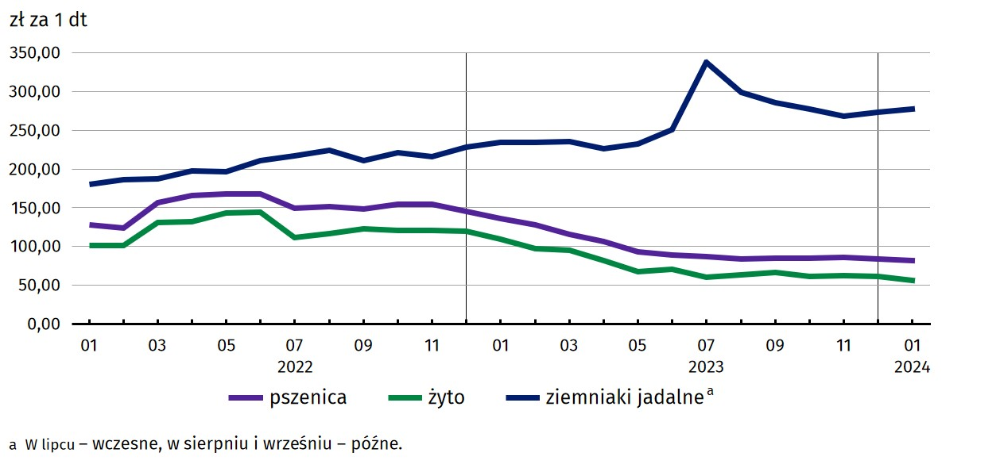 zł za 1 dt
350,00
300,00
250,00
200,00
150,00
100,00
50,00
0,00
01 03 05 07 09 11 01 03 05 07 09 11 01
2022 2023 2024
pszenica żyto ziemniaki jadalneᵃ
a W lipcu – wczesne, w sierpniu i wrześniu – późne.